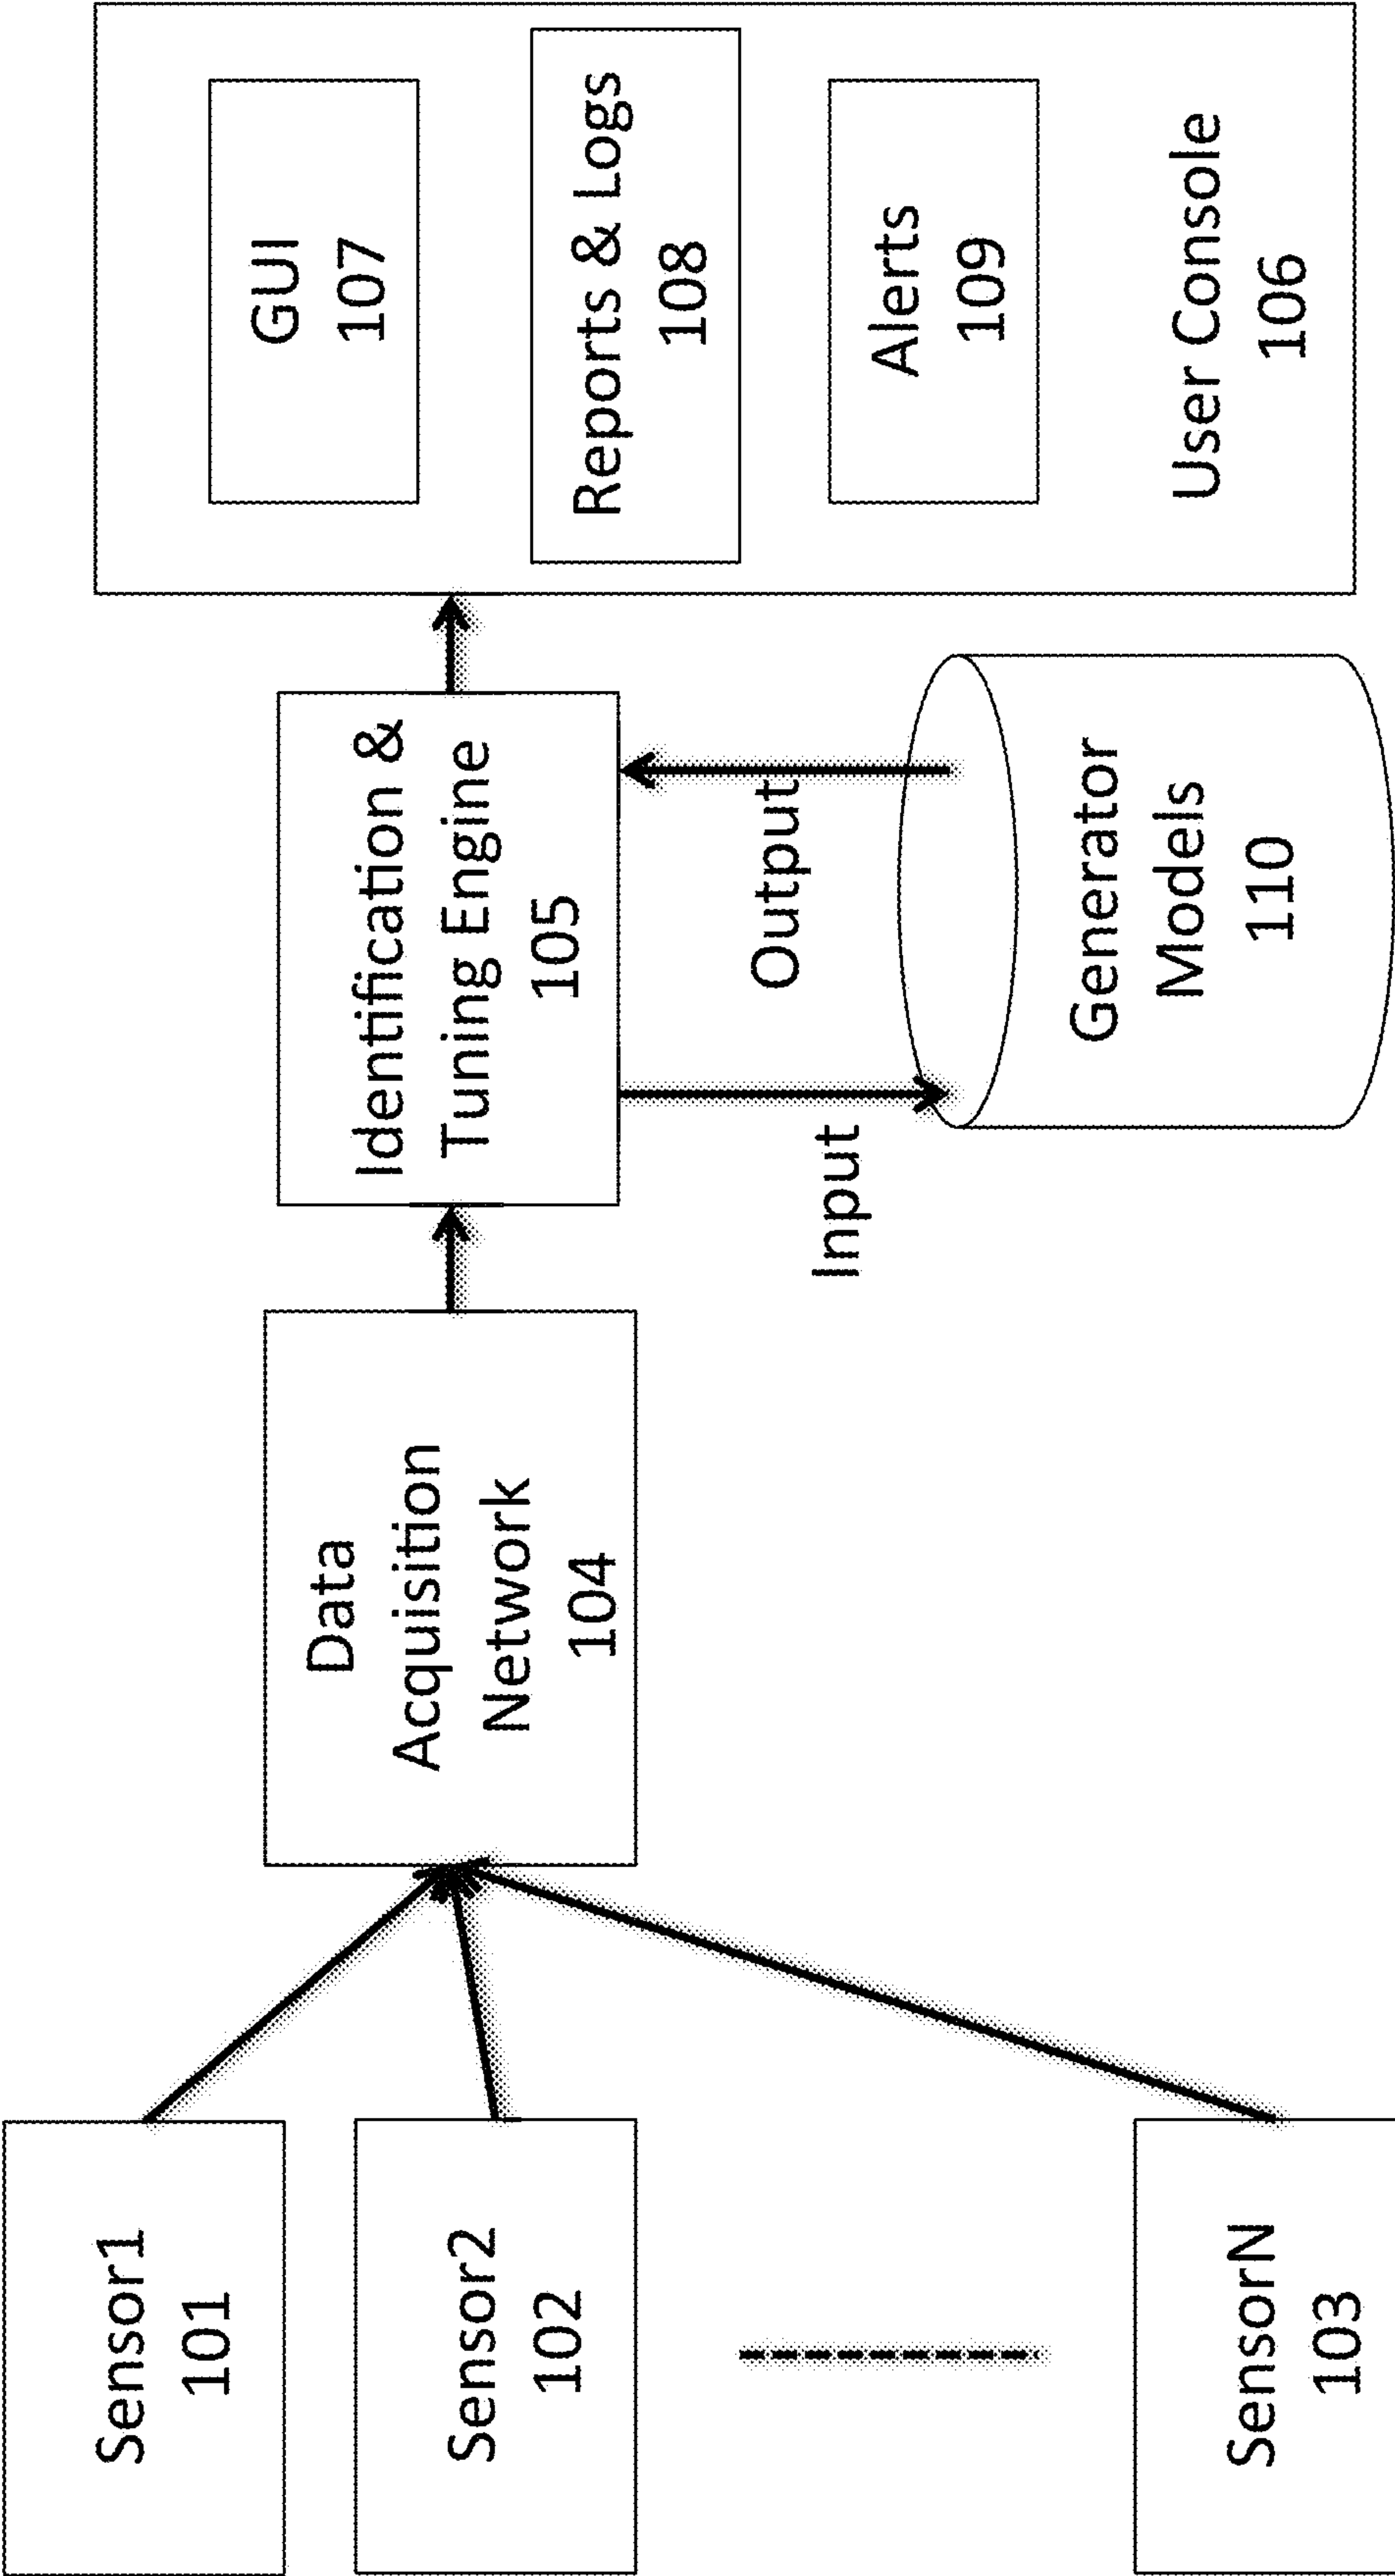 Sensor1
101
Sensor2
102
SensorN
103
Data
Acquisition
Network
104
Identification &
Tuning Engine
105
Input
Output
Generator
Models
110
GUI
107
Reports & Logs
108
Alerts
109
User Console
106